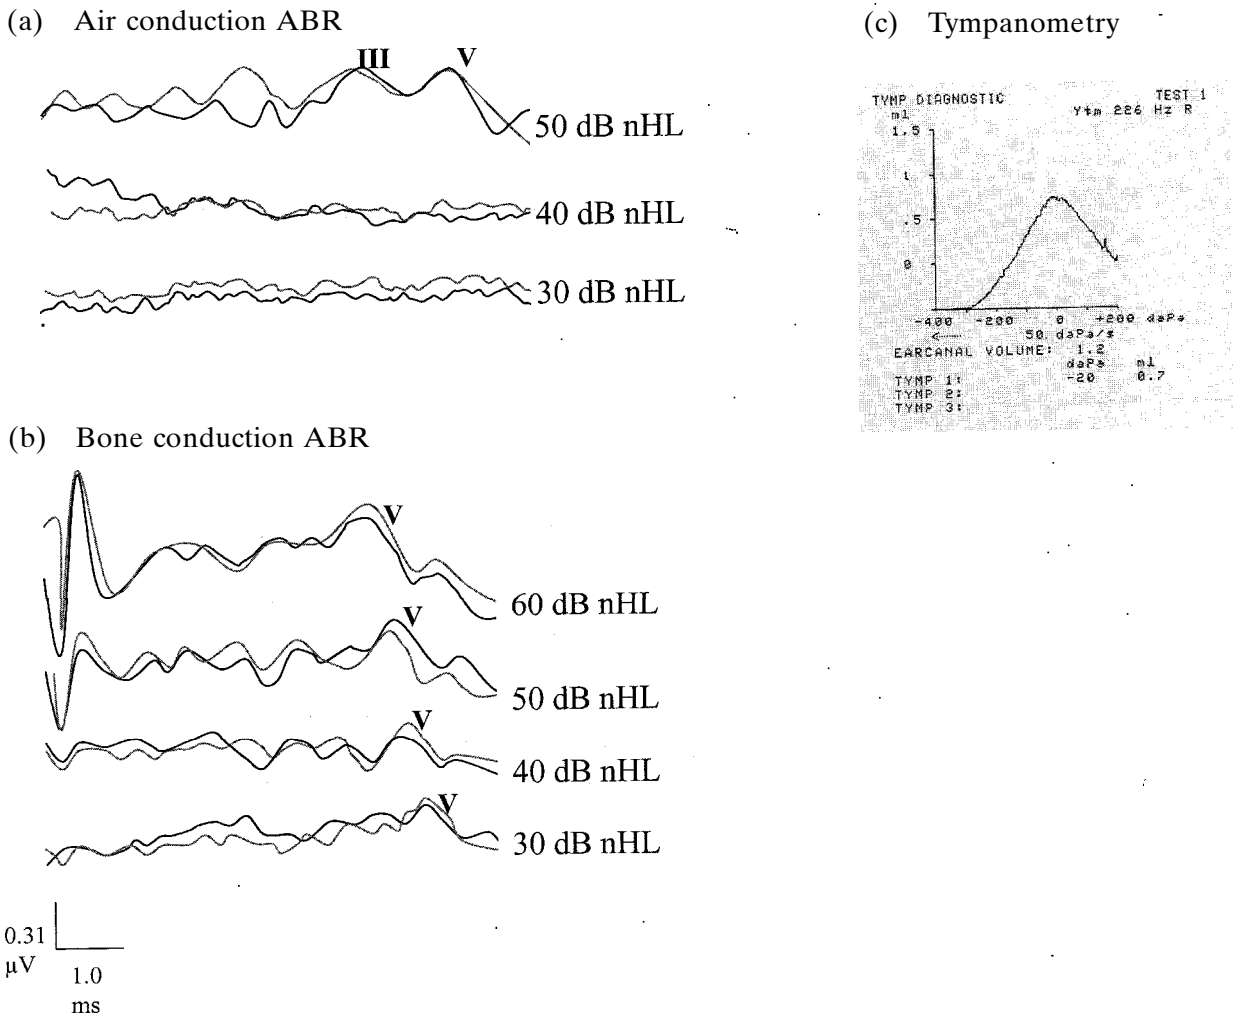 (a) Air conduction ABR
III V
50 dB nHL
40 dB nHL
30 dB nHL
(b) Bone conduction ABR
V
60 dB nHL
V
50 dB nHL
V
40 dB nHL
V
30 dB nHL
0.31
µV
1.0
ms
(c) Tympanometry
TYMP DIAGNOSTIC TEST 1
ml Ytm 226 Hz R
1.5
1
.5
0
-400 -200 0 +200 daPa
<---- 50 daPa/s
EARCANAL VOLUME: 1.2
daPa ml
TYMP 1: -20 0.7
TYMP 2:
TYMP 3: